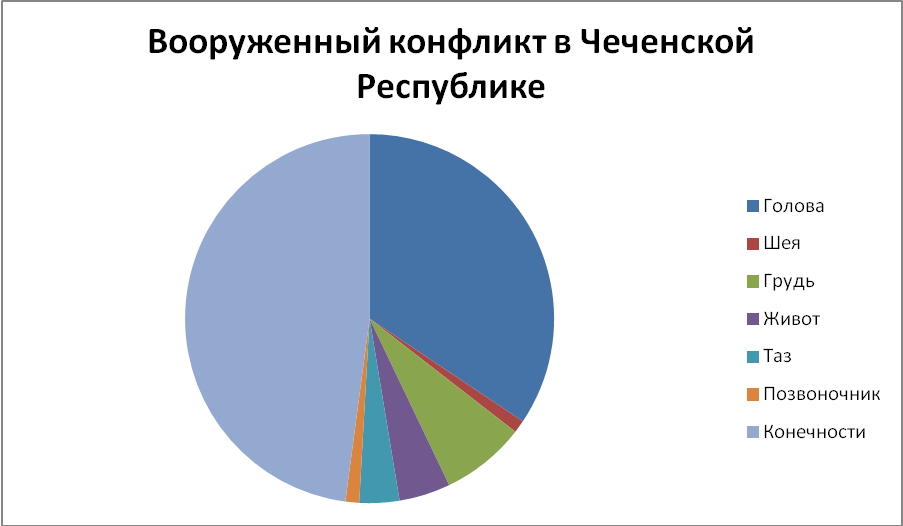 Вооруженный конфликт в Чеченской
Республике
Голова
Шея
Грудь
Живот
Таз
Позвоночник
Конечности